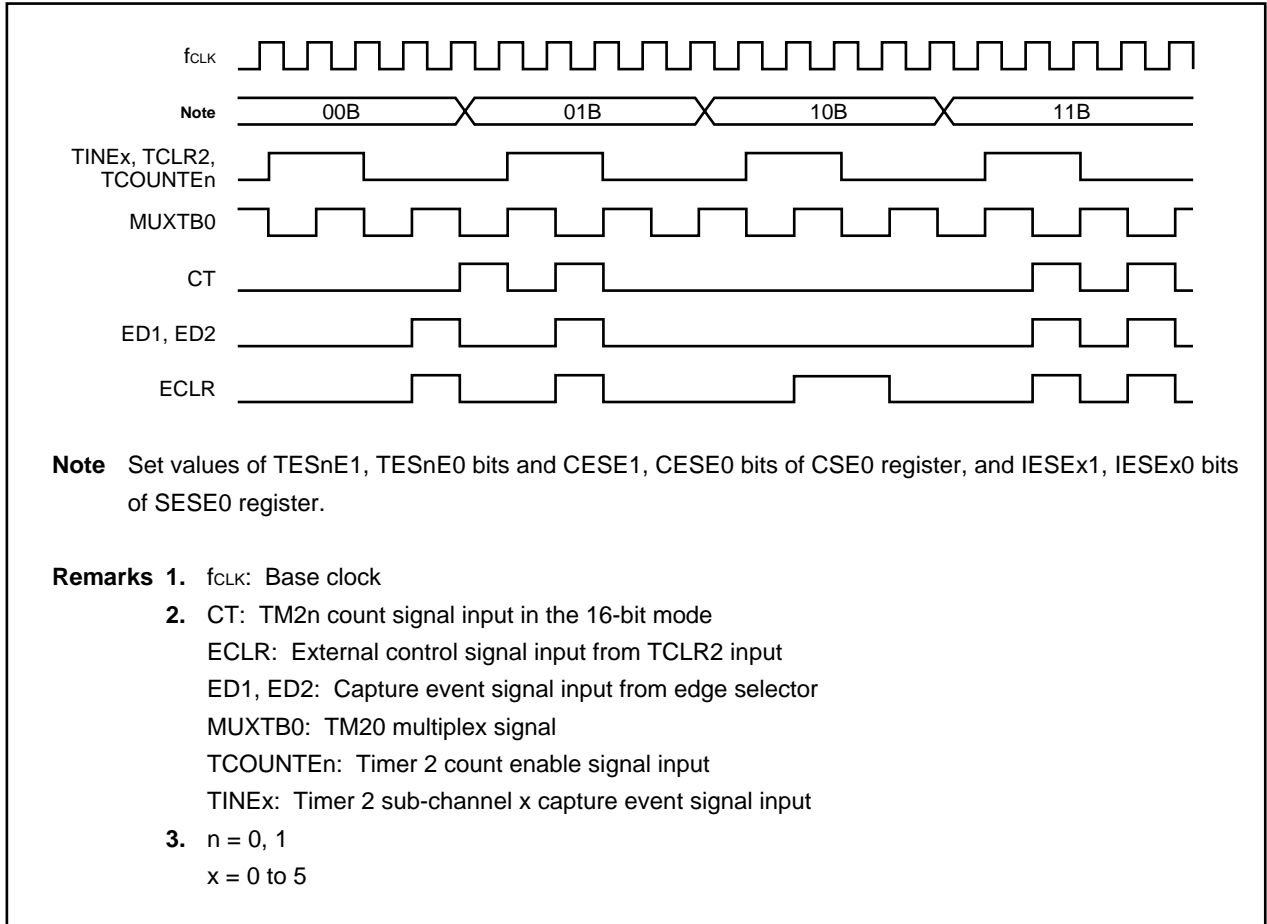 fCLK
Note 00B 01B 10B 11B
TINEx, TCLR2,
TCOUNTEn
MUXTB0
CT
ED1, ED2
ECLR
Note Set values of TESnE1, TESnE0 bits and CESE1, CESE0 bits of CSE0 register, and IESEx1, IESEx0 bits
of SESE0 register.
Remarks 1. fCLK: Base clock
2. CT: TM2n count signal input in the 16-bit mode
ECLR: External control signal input from TCLR2 input
ED1, ED2: Capture event signal input from edge selector
MUXTB0: TM20 multiplex signal
TCOUNTEn: Timer 2 count enable signal input
TINEx: Timer 2 sub-channel x capture event signal input
3. n = 0, 1
x = 0 to 5